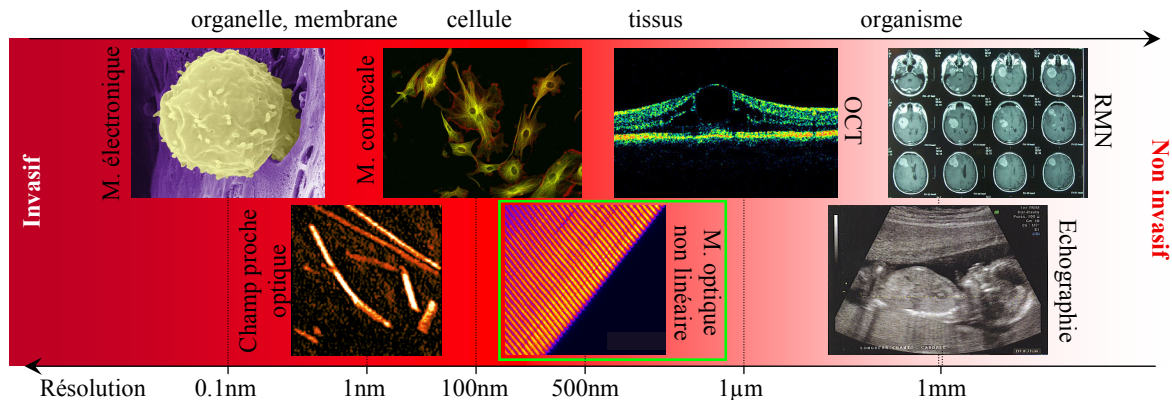 organelle, membrane cellule tissus organisme
Invasif
M. électronique
M. confocale
OCT
RMN
Non invasif
Champ proche
optique
M. optique
non linéaire
Echographie
Résolution 0.1nm 1nm 100nm 500nm 1µm 1mm